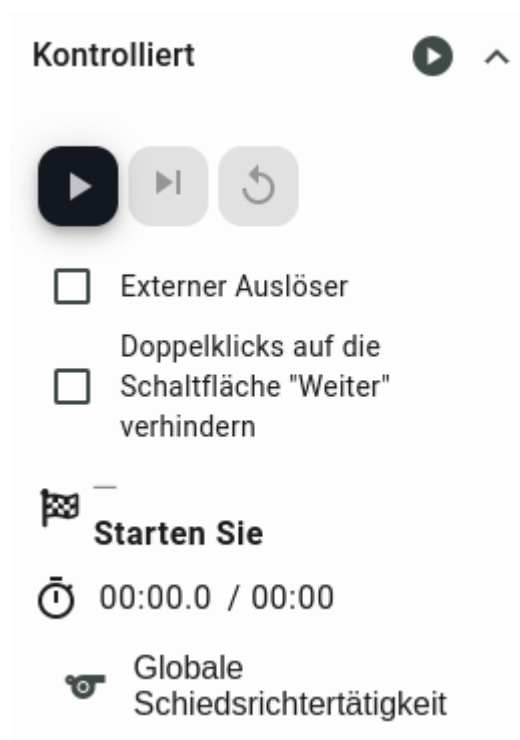 Kontrolliert
Externer Auslöser
Doppelklicks auf die
Schaltfläche "Weiter"
verhindern
—
Starten Sie
00:00.0 / 00:00
Globale
Schiedsrichtertätigkeit